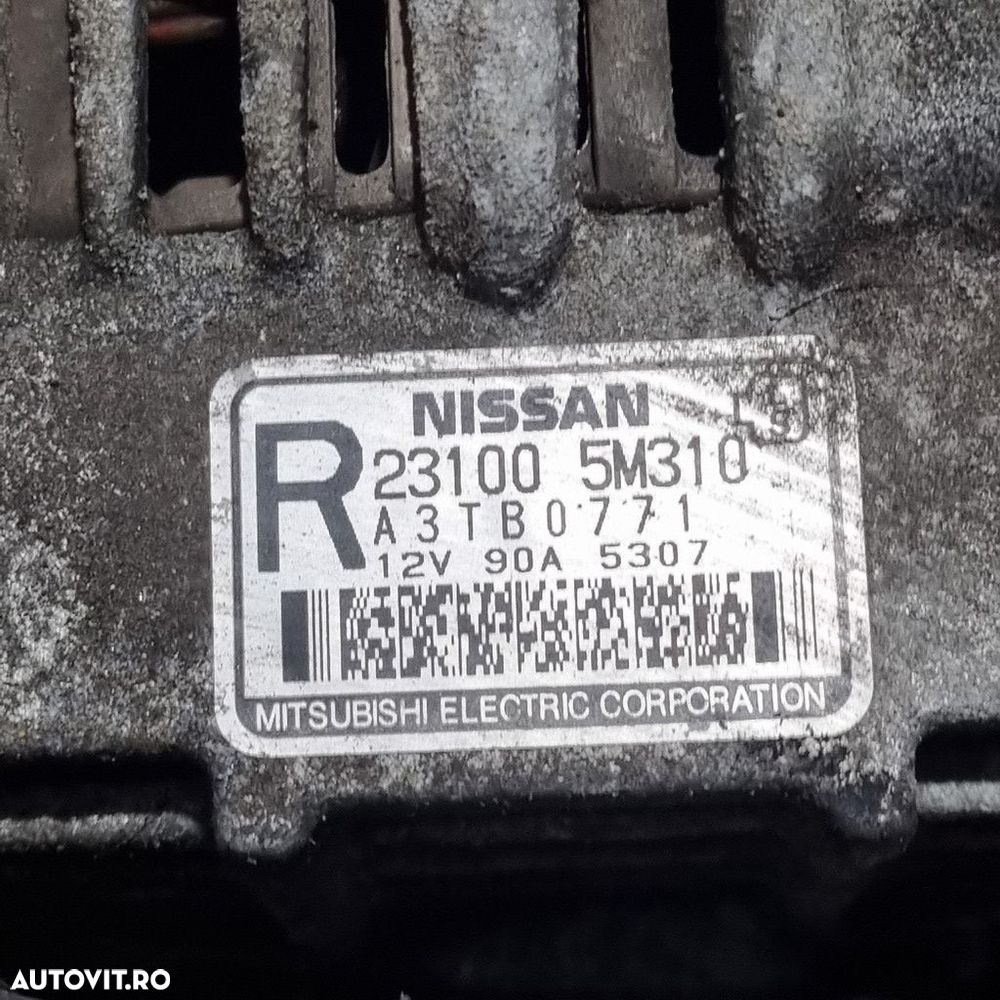 NISSAN
R
23100 5M310
A3TB0771
12V 90A 5307
MITSUBISHI ELECTRIC CORPORATION
AUTOVIT.RO